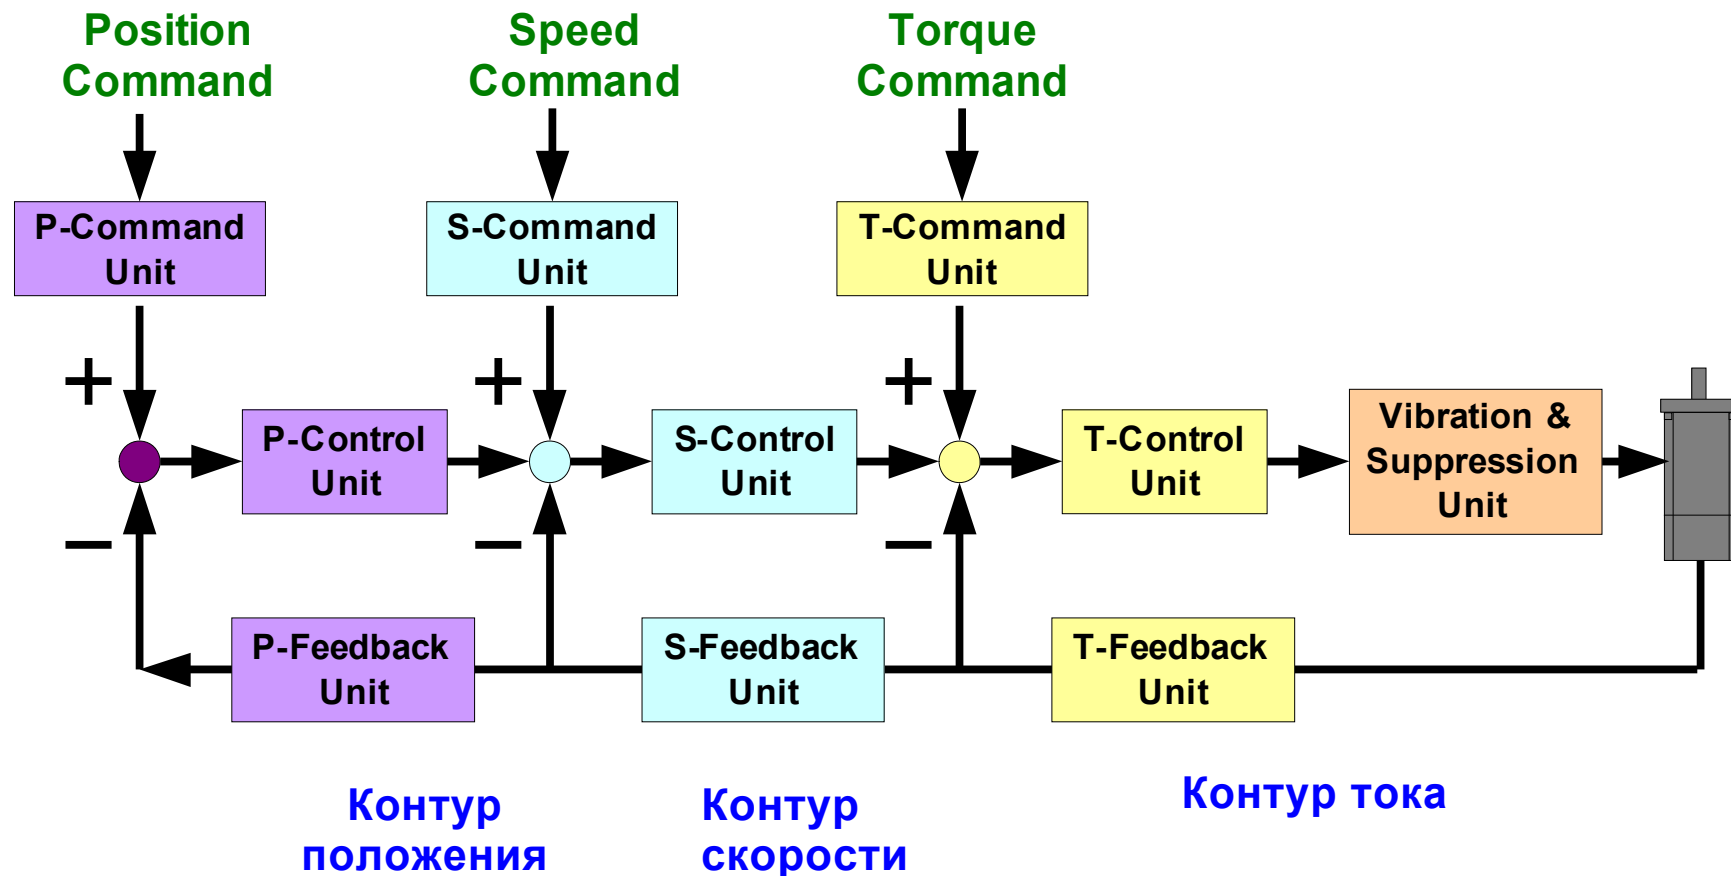 Position
Command
Speed
Command
Torque
Command
P-Command
Unit
S-Command
Unit
T-Command
Unit
+
+
+
P-Control
Unit
S-Control
Unit
T-Control
Unit
Vibration &
Suppression
Unit
−
−
−
P-Feedback
Unit
S-Feedback
Unit
T-Feedback
Unit
Контур
положения
Контур
скорости
Контур тока